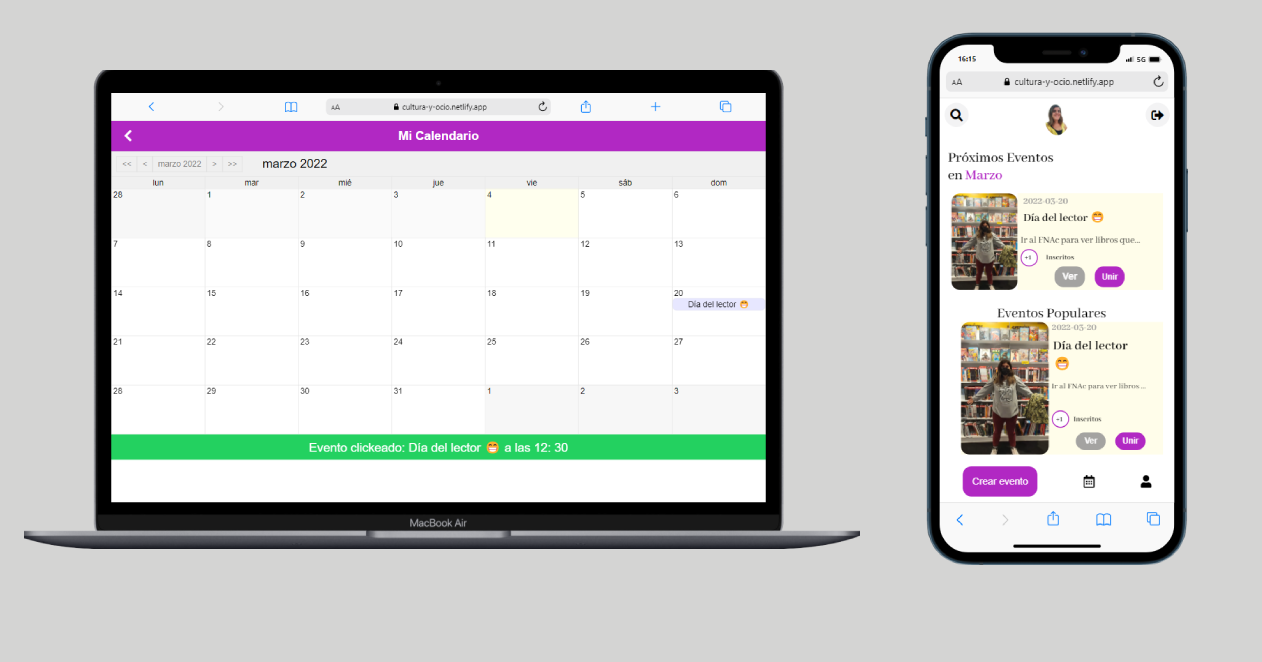 AA cultura-y-ocio.netlify.app
Mi Calendario
<< < marzo 2022 > >> marzo 2022
lun mar mié jue vie sáb dom
28 1 2 3 4 5 6
7 8 9 10 11 12 13
14 15 16 17 18 19 20
Día del lector 😁
21 22 23 24 25 26 27
28 29 30 31 1 2 3
Evento clickeado: Día del lector 😁 a las 12: 30
MacBook Air
16:15 5G
AA cultura-y-ocio.netlify.app
Próximos Eventos
en Marzo
2022-03-20
Día del lector 😁
Ir al FNAc para ver libros que...
+1 Inscritos
Ver Unir
Eventos Populares
2022-03-20
Día del lector
😁
Ir al FNAc para ver libros ...
+1 Inscritos
Ver Unir
Crear evento